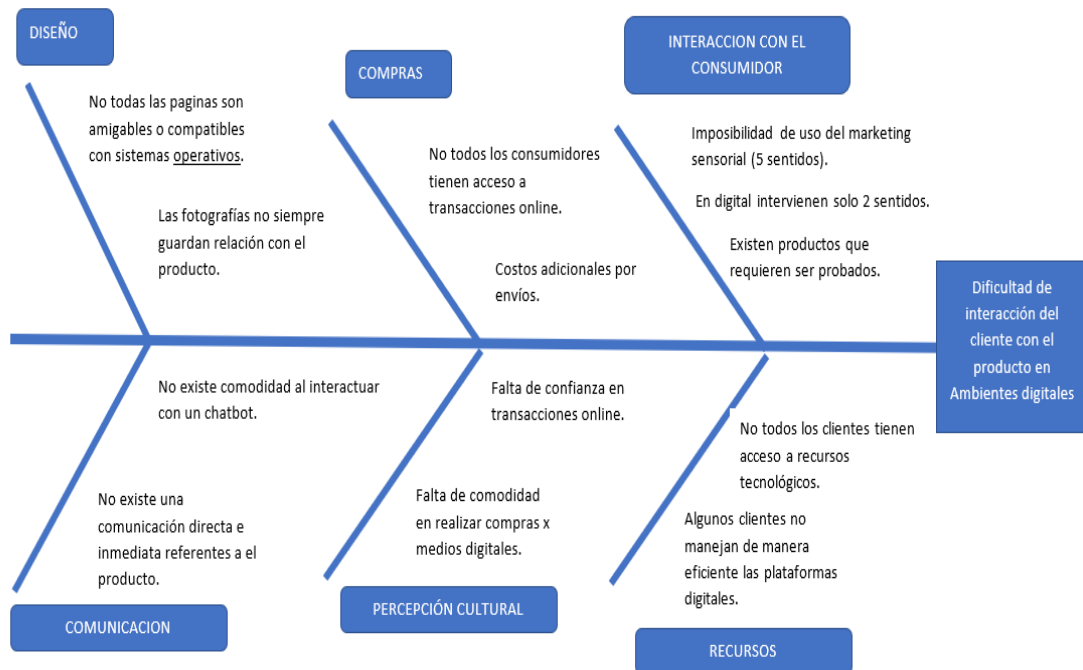 DISEÑO
No todas las paginas son
amigables o compatibles
con sistemas operativos.
Las fotografías no siempre
guardan relación con el
producto.
COMPRAS
No todos los consumidores
tienen acceso a
transacciones online.
Costos adicionales por
envíos.
INTERACCION CON EL
CONSUMIDOR
Imposibilidad de uso del marketing
sensorial (5 sentidos).
En digital intervienen solo 2 sentidos.
Existen productos que
requieren ser probados.
Dificultad de
interacción del
cliente con el
producto en
Ambientes digitales
No existe comodidad al interactuar
con un chatbot.
No existe una
comunicación directa e
inmediata referentes a el
producto.
COMUNICACION
Falta de confianza en
transacciones online.
Falta de comodidad
en realizar compras x
medios digitales.
PERCEPCIÓN CULTURAL
No todos los clientes tienen
acceso a recursos
tecnológicos.
Algunos clientes no
manejan de manera
eficiente las plataformas
digitales.
RECURSOS